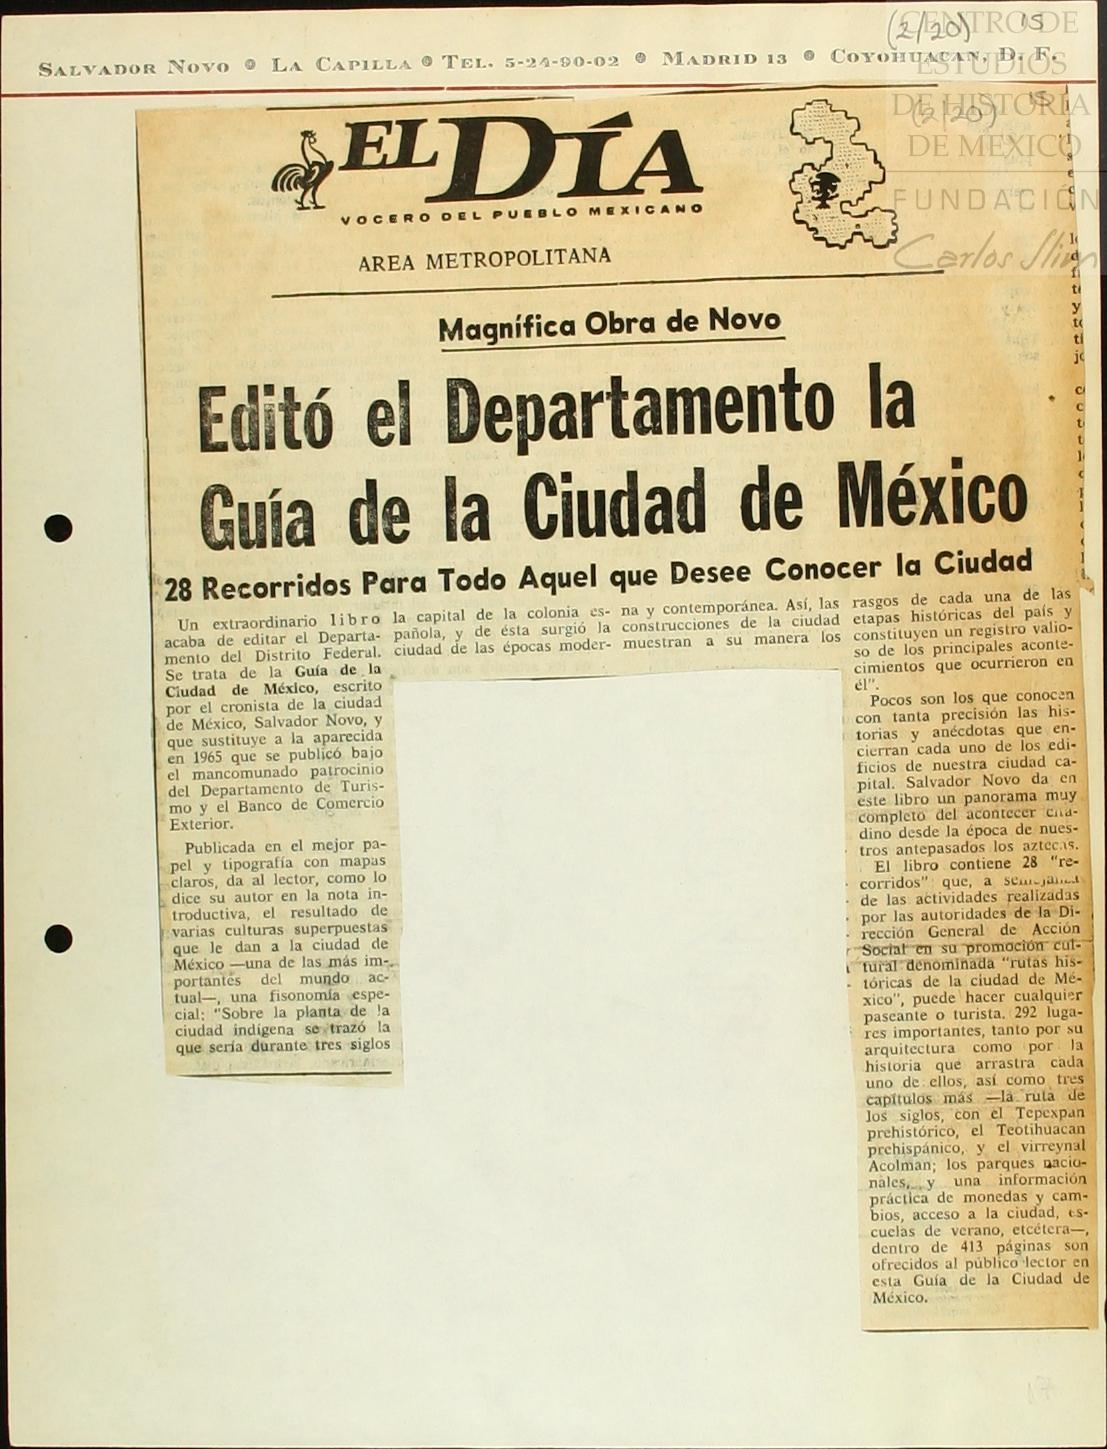 (2/20) 15
CENTRO DE
ESTUDIOS
DE HISTORIA
DE MÉXICO
FUNDACIÓN
Carlos Slim
SALVADOR NOVO • LA CAPILLA • TEL. 5-24-90-02 • MADRID 13 • COYOHUACAN, D. F.
(2/20) 15
EL DÍA
VOCERO DEL PUEBLO MEXICANO
AREA METROPOLITANA
Magnífica Obra de Novo
Editó el Departamento la
Guía de la Ciudad de México
28 Recorridos Para Todo Aquel que Desee Conocer la Ciudad
Un extraordinario libro
acaba de editar el Departa-
mento del Distrito Federal.
Se trata de la Guía de la
Ciudad de México, escrito
por el cronista de la ciudad
de México, Salvador Novo, y
que sustituye a la aparecida
en 1965 que se publicó bajo
el mancomunado patrocinio
del Departamento de Turis-
mo y el Banco de Comercio
Exterior.
Publicada en el mejor pa-
pel y tipografía con mapas
claros, da al lector, como lo
dice su autor en la nota in-
troductiva, el resultado de
varias culturas superpuestas
que le dan a la ciudad de
México —una de las más im-
portantes del mundo ac-
tual—, una fisonomía espe-
cial: "Sobre la planta de la
ciudad indígena se trazó la
que sería durante tres siglos
la capital de la colonia es-
pañola, y de ésta surgió la
ciudad de las épocas moder-
na y contemporánea. Así, las
construcciones de la ciudad
muestran a su manera los
rasgos de cada una de las
etapas históricas del país y
constituyen un registro valio-
so de los principales aconte-
cimientos que ocurrieron en
él".
Pocos son los que conocen
con tanta precisión las his-
torias y anécdotas que en-
cierran cada uno de los edi-
ficios de nuestra ciudad ca-
pital. Salvador Novo da en
este libro un panorama muy
completo del acontecer cita-
dino desde la época de nues-
tros antepasados los aztecas.
El libro contiene 28 "re-
corridos" que, a semejanza
de las actividades realizadas
por las autoridades de la Di-
rección General de Acción
Social en su promoción cul-
tural denominada "rutas his-
tóricas de la ciudad de Mé-
xico", puede hacer cualquier
paseante o turista. 292 luga-
res importantes, tanto por su
arquitectura como por la
historia que arrastra cada
uno de ellos, así como tres
capítulos más —la ruta de
los siglos, con el Tepexpan
prehistórico, el Teotihuacan
prehispánico, y el virreynal
Acolman; los parques nacio-
nales, y una información
práctica de monedas y cam-
bios, acceso a la ciudad, es-
cuelas de verano, etcétera—,
dentro de 413 páginas son
ofrecidos al público lector en
esta Guía de la Ciudad de
México.